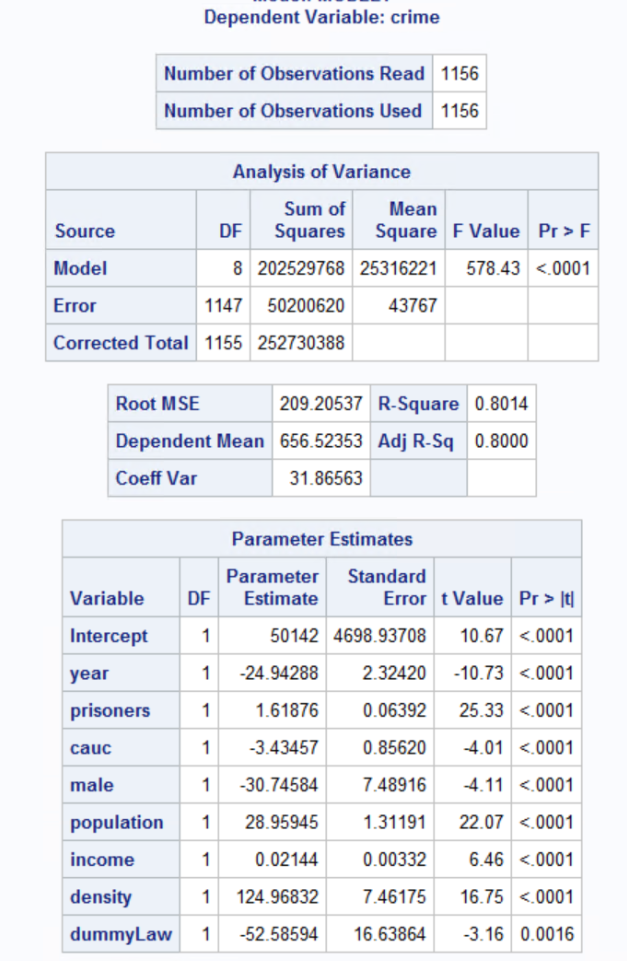 Dependent Variable: crime
Number of Observations Read 1156
Number of Observations Used 1156
Analysis of Variance
Source DF Sum of Squares Mean Square F Value Pr > F
Model 8 202529768 25316221 578.43 <.0001
Error 1147 50200620 43767
Corrected Total 1155 252730388
Root MSE 209.20537 R-Square 0.8014
Dependent Mean 656.52353 Adj R-Sq 0.8000
Coeff Var 31.86563
Parameter Estimates
Variable DF Parameter Estimate Standard Error t Value Pr > |t|
Intercept 1 50142 4698.93708 10.67 <.0001
year 1 -24.94288 2.32420 -10.73 <.0001
prisoners 1 1.61876 0.06392 25.33 <.0001
cauc 1 -3.43457 0.85620 -4.01 <.0001
male 1 -30.74584 7.48916 -4.11 <.0001
population 1 28.95945 1.31191 22.07 <.0001
income 1 0.02144 0.00332 6.46 <.0001
density 1 124.96832 7.46175 16.75 <.0001
dummyLaw 1 -52.58594 16.63864 -3.16 0.0016